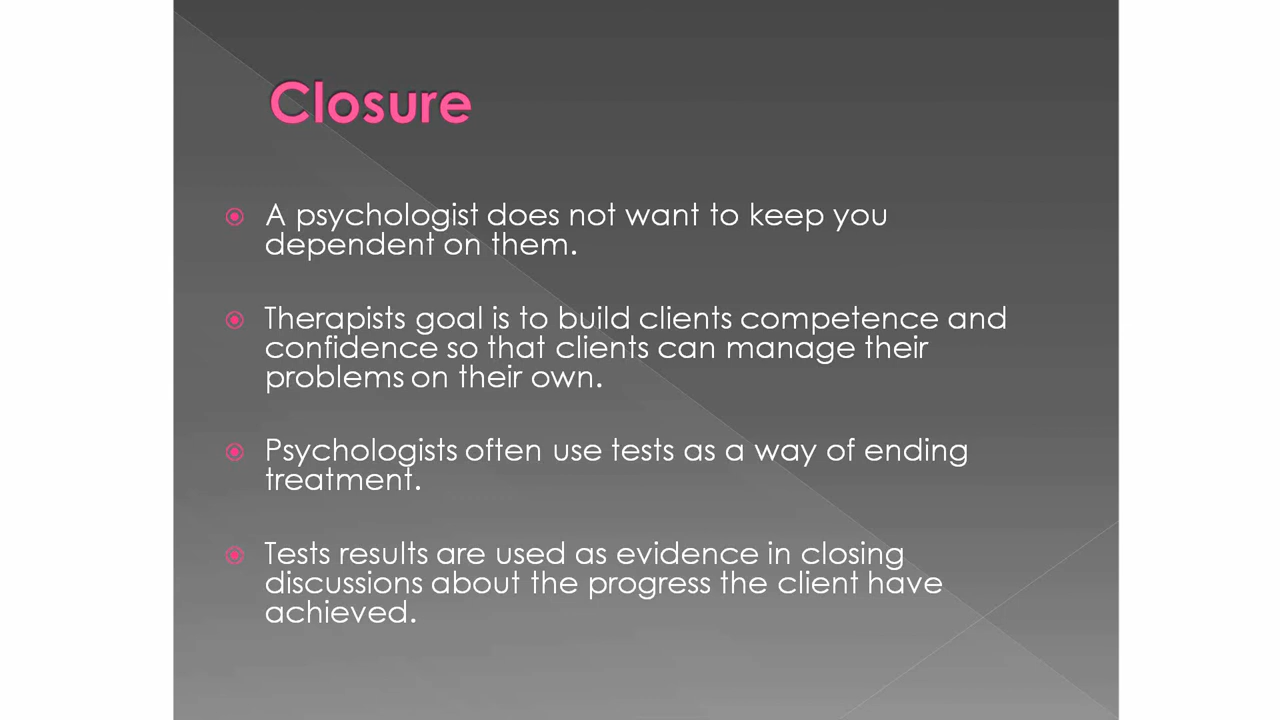 Closure
A psychologist does not want to keep you
dependent on them.
Therapists goal is to build clients competence and
confidence so that clients can manage their
problems on their own.
Psychologists often use tests as a way of ending
treatment.
Tests results are used as evidence in closing
discussions about the progress the client have
achieved.